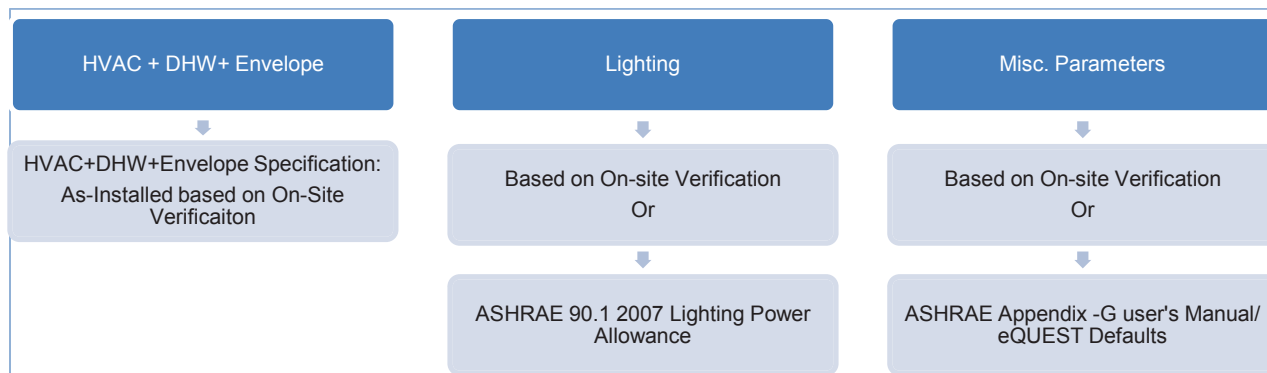 HVAC + DHW+ Envelope
HVAC+DHW+Envelope Specification:
As-Installed based on On-Site
Verificaiton
Lighting
Based on On-site Verification
Or
ASHRAE 90.1 2007 Lighting Power
Allowance
Misc. Parameters
Based on On-site Verification
Or
ASHRAE Appendix -G user's Manual/
eQUEST Defaults